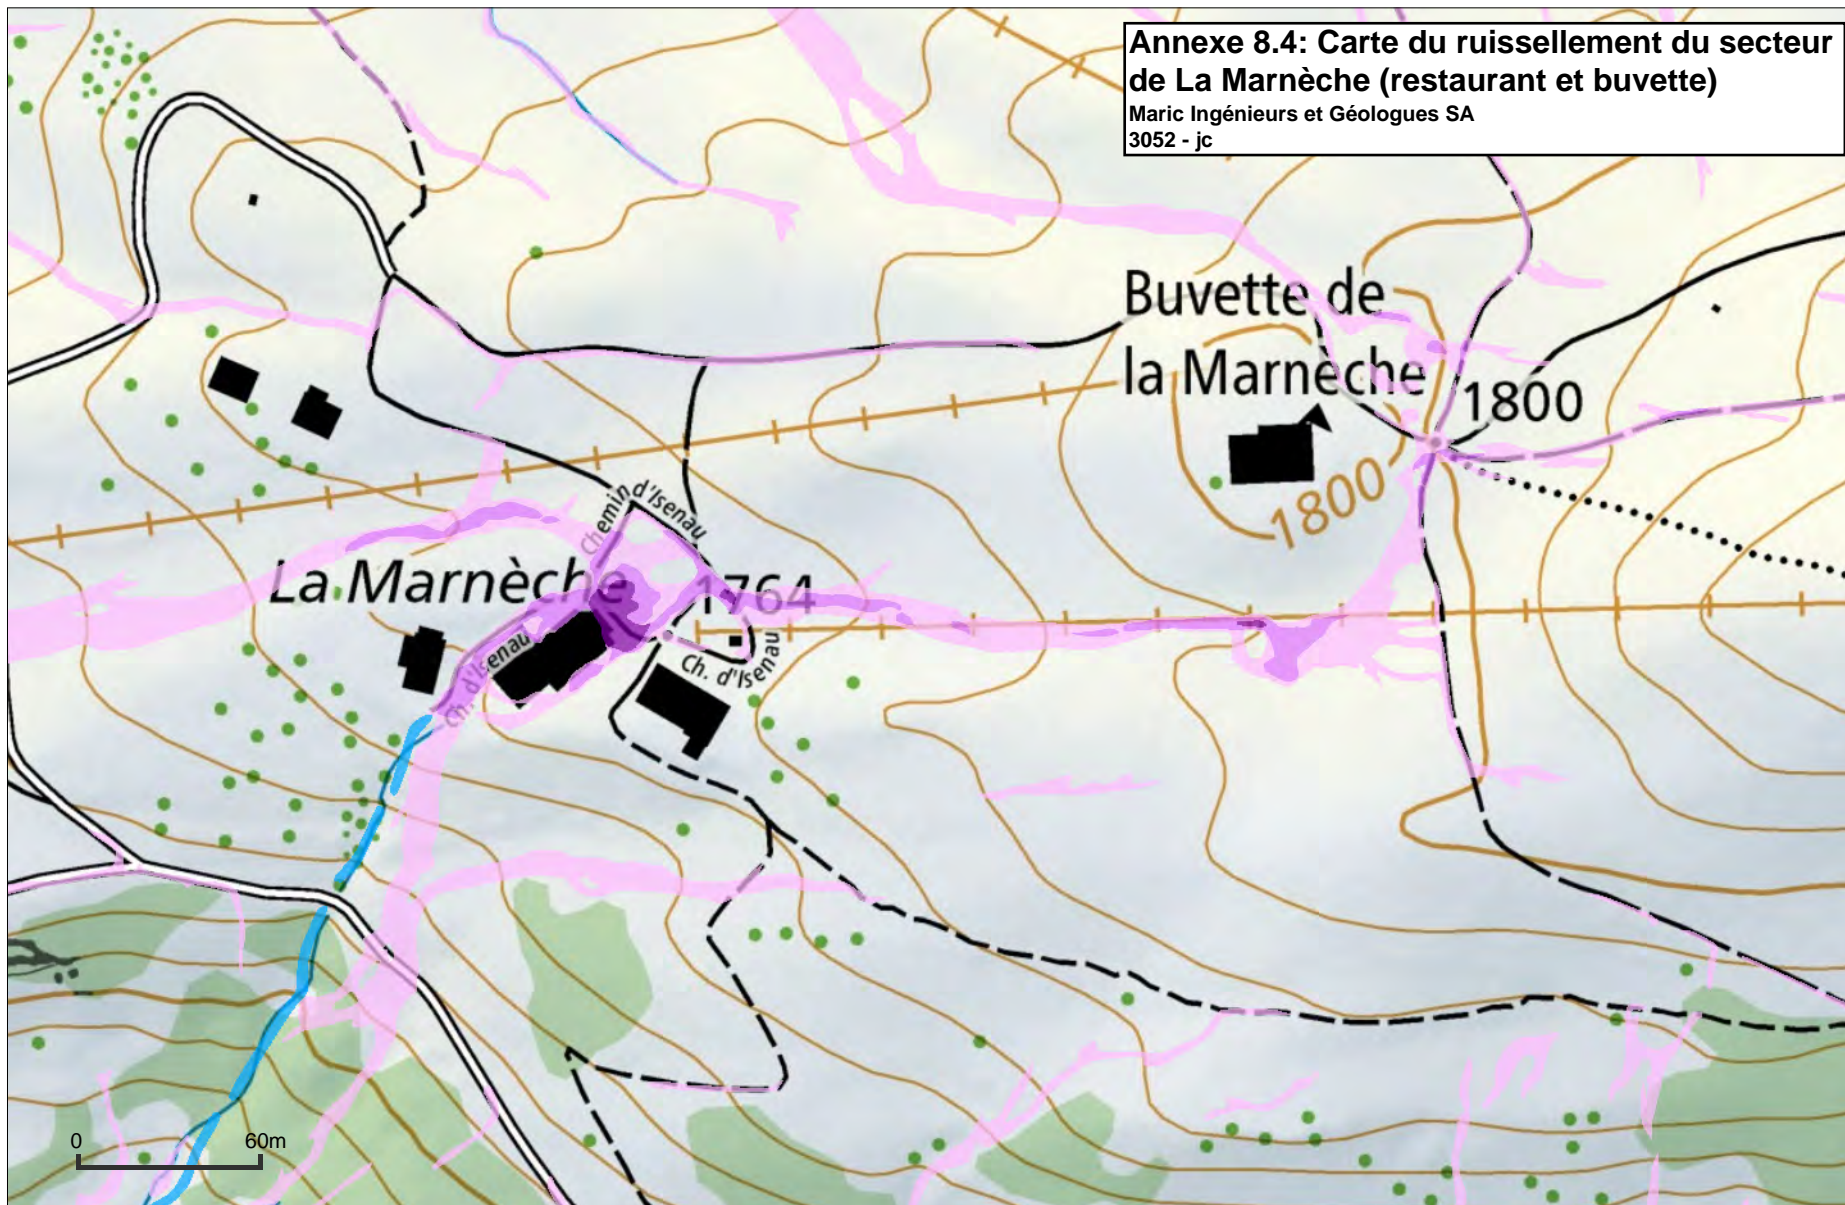 Annexe 8.4: Carte du ruissellement du secteur
de La Marnèche (restaurant et buvette)
Maric Ingénieurs et Géologues SA
3052 - jc
Buvette de
la Marnèche
1800
1800
Chemin d'Isenau
La Marnèche
1764
Ch. d'Isenau
Ch. d'Isenau
0 60m